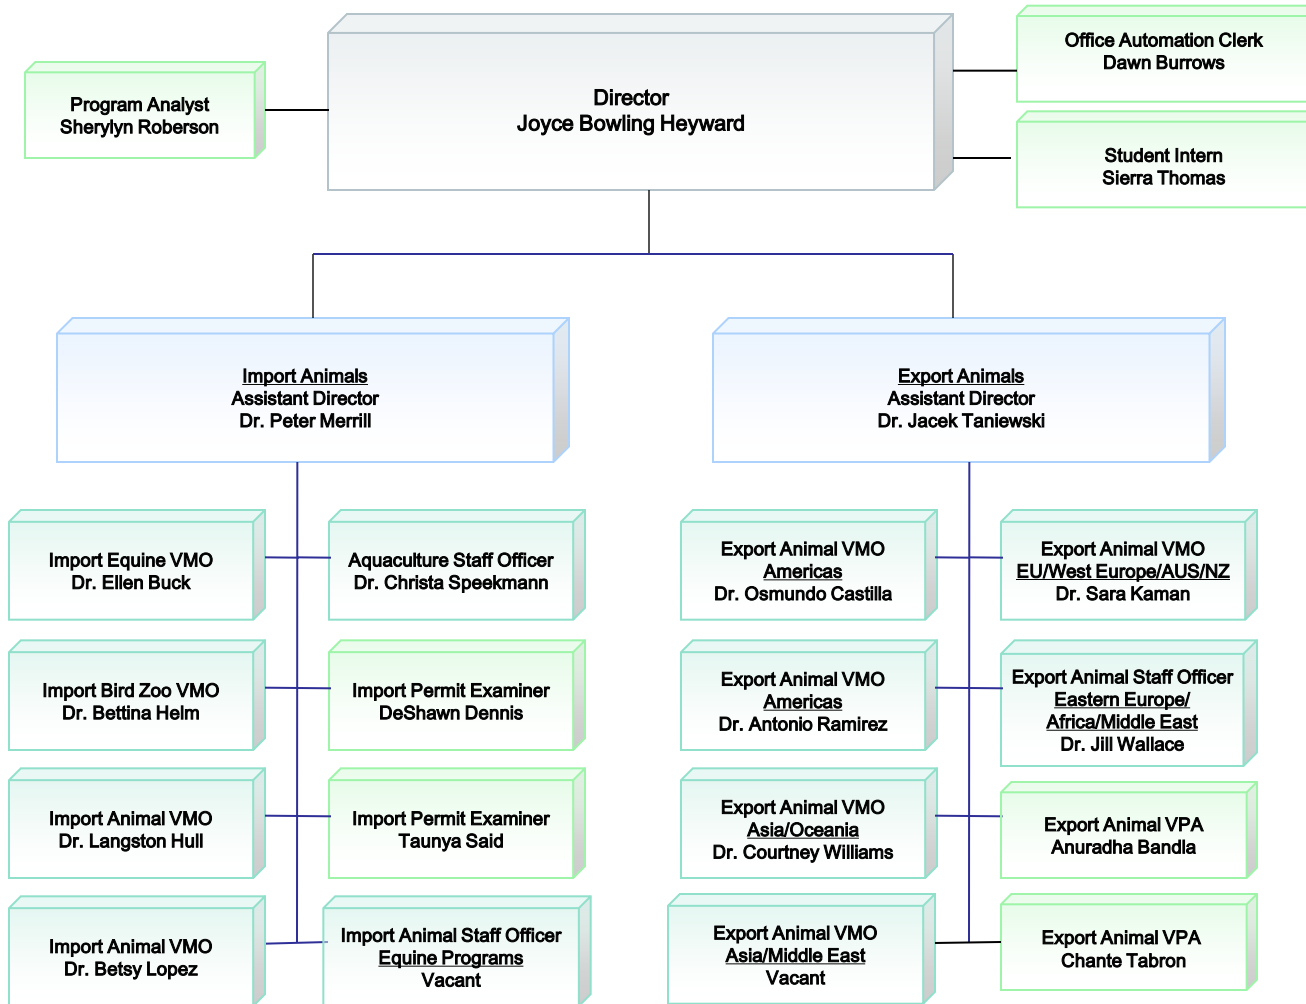 Program Analyst
Sherylyn Roberson
Director
Joyce Bowling Heyward
Office Automation Clerk
Dawn Burrows
Student Intern
Sierra Thomas
Import Animals
Assistant Director
Dr. Peter Merrill
Export Animals
Assistant Director
Dr. Jacek Taniewski
Import Equine VMO
Dr. Ellen Buck
Aquaculture Staff Officer
Dr. Christa Speekmann
Import Bird Zoo VMO
Dr. Bettina Helm
Import Permit Examiner
DeShawn Dennis
Import Animal VMO
Dr. Langston Hull
Import Permit Examiner
Taunya Said
Import Animal VMO
Dr. Betsy Lopez
Import Animal Staff Officer
Equine Programs
Vacant
Export Animal VMO
Americas
Dr. Osmundo Castilla
Export Animal VMO
EU/West Europe/AUS/NZ
Dr. Sara Kaman
Export Animal VMO
Americas
Dr. Antonio Ramirez
Export Animal Staff Officer
Eastern Europe/
Africa/Middle East
Dr. Jill Wallace
Export Animal VMO
Asia/Oceania
Dr. Courtney Williams
Export Animal VPA
Anuradha Bandla
Export Animal VMO
Asia/Middle East
Vacant
Export Animal VPA
Chante Tabron